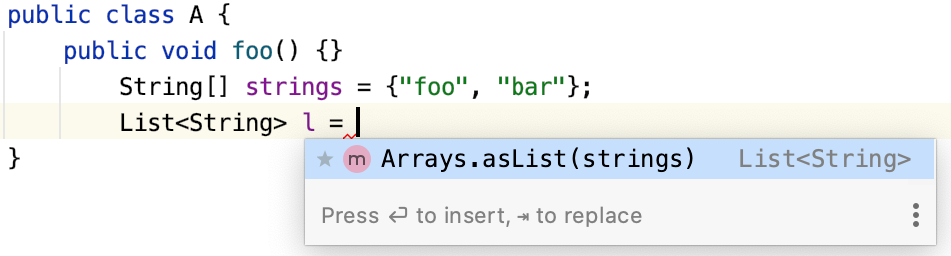 public class A {
public void foo() {}
String[] strings = {"foo", "bar"};
List<String> l =
}
m Arrays.asList(strings) List<String>
Press ↩ to insert, ⇥ to replace